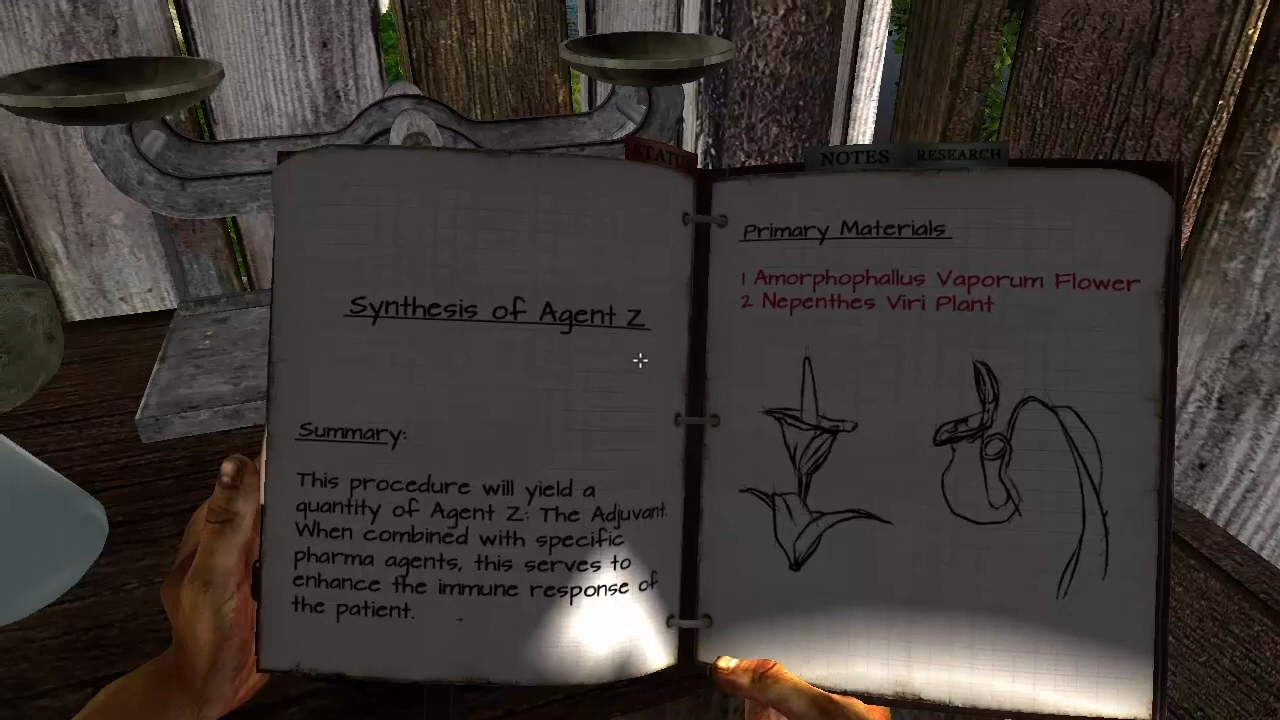 STATUS
NOTES
RESEARCH
Synthesis of Agent Z
Summary:
This procedure will yield a
quantity of Agent Z: The Adjuvant.
When combined with specific
pharma agents, this serves to
enhance the immune response of
the patient.
Primary Materials
1 Amorphophallus Vaporum Flower
2 Nepenthes Viri Plant